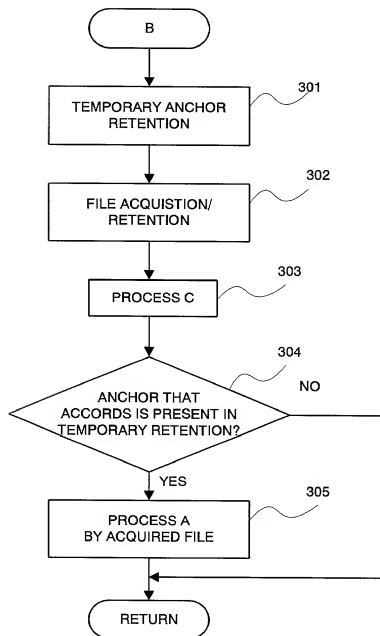 B
TEMPORARY ANCHOR
RETENTION
301
FILE ACQUISTION/
RETENTION
302
PROCESS C
303
ANCHOR THAT
ACCORDS IS PRESENT IN
TEMPORARY RETENTION?
304
NO
YES
PROCESS A
BY ACQUIRED FILE
305
RETURN